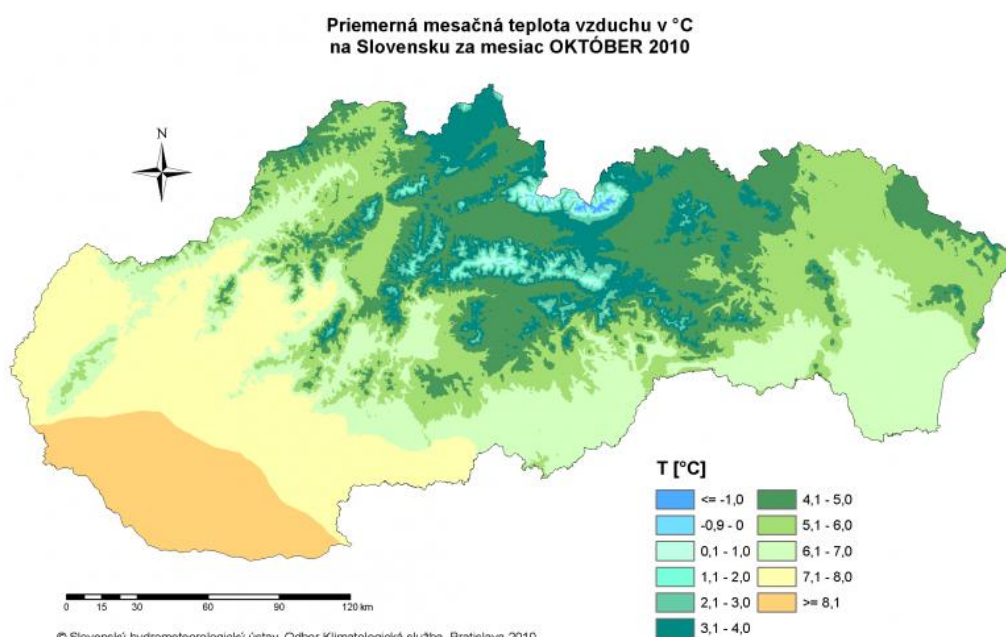 Priemerná mesačná teplota vzduchu v °C
na Slovensku za mesiac OKTÓBER 2010
N
T [°C]
<= -1,0
-0,9 - 0
0,1 - 1,0
1,1 - 2,0
2,1 - 3,0
3,1 - 4,0
4,1 - 5,0
5,1 - 6,0
6,1 - 7,0
7,1 - 8,0
>= 8,1
0 15 30 60 90 120 km
© Slovenský hydrometeorologický ústav, Odbor Klimatologická služba, Bratislava 2010